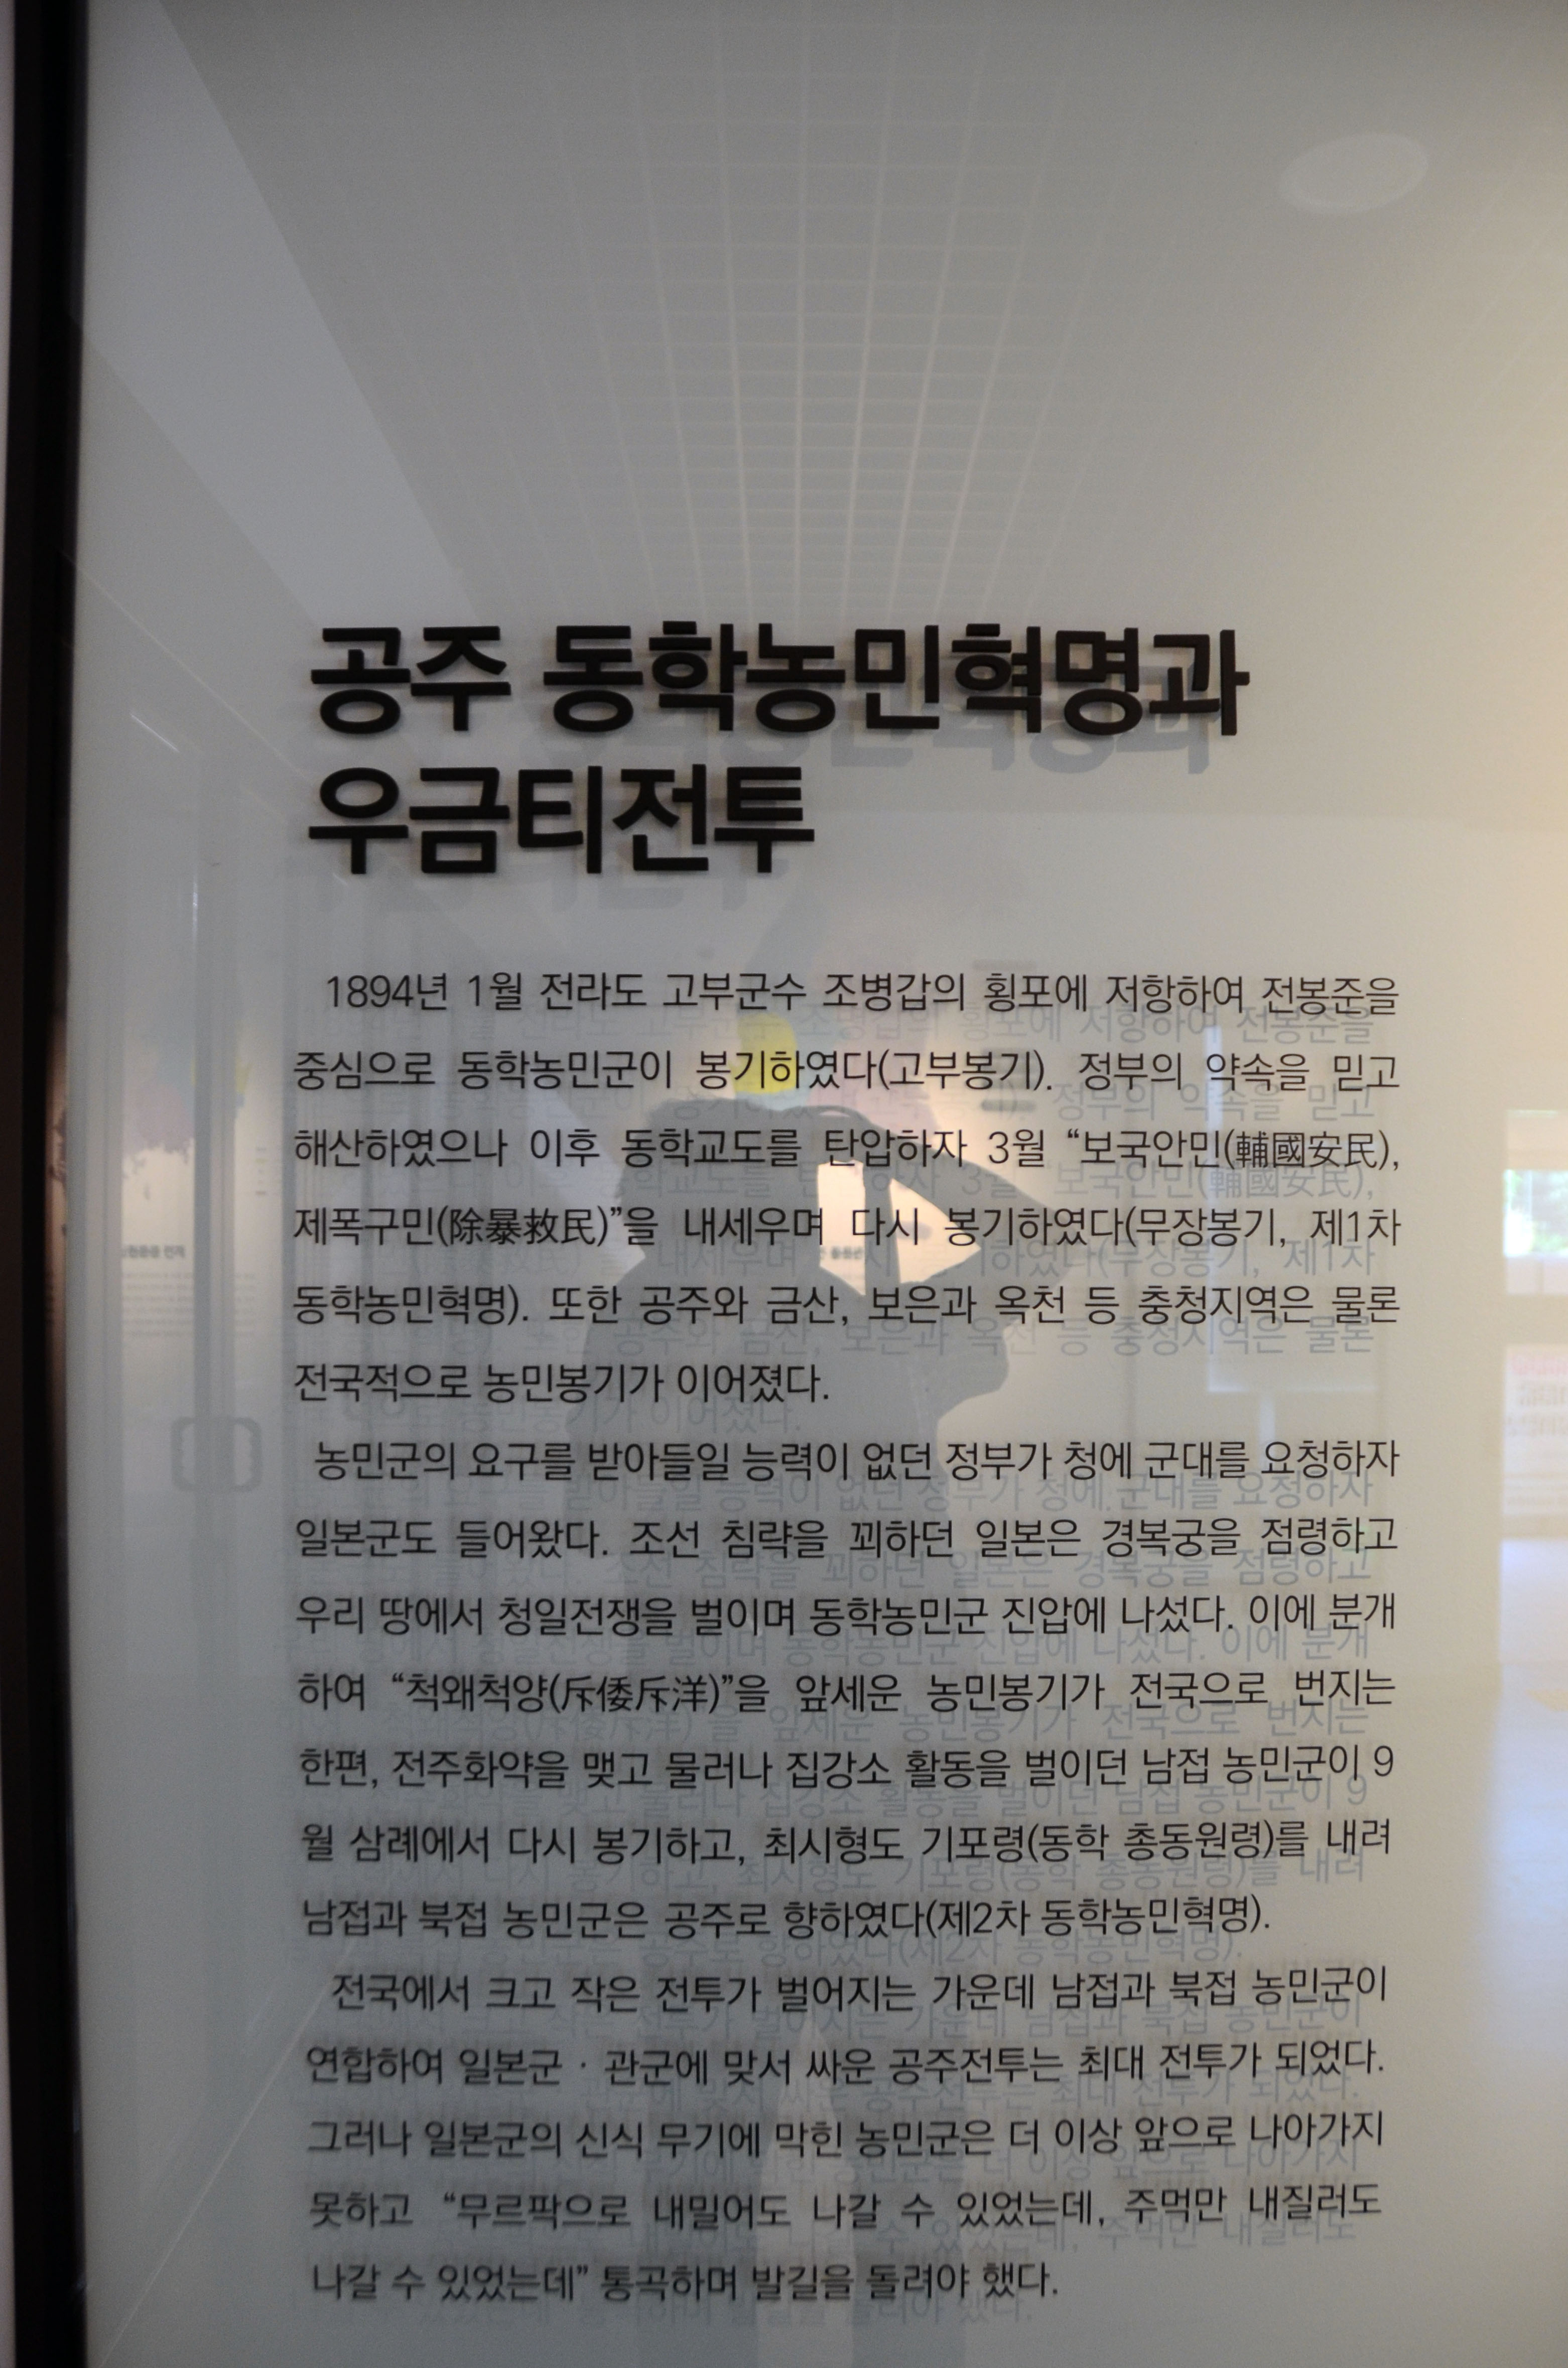 공주 동학농민혁명과
우금티전투
1894년 1월 전라도 고부군수 조병갑의 횡포에 저항하여 전봉준을
중심으로 동학농민군이 봉기하였다(고부봉기). 정부의 약속을 믿고
해산하였으나 이후 동학교도를 탄압하자 3월 “보국안민(輔國安民),
제폭구민(除暴救民)”을 내세우며 다시 봉기하였다(무장봉기, 제1차
동학농민혁명). 또한 공주와 금산, 보은과 옥천 등 충청지역은 물론
전국적으로 농민봉기가 이어졌다.
농민군의 요구를 받아들일 능력이 없던 정부가 청에 군대를 요청하자
일본군도 들어왔다. 조선 침략을 꾀하던 일본은 경복궁을 점령하고
우리 땅에서 청일전쟁을 벌이며 동학농민군 진압에 나섰다. 이에 분개
하여 “척왜척양(斥倭斥洋)”을 앞세운 농민봉기가 전국으로 번지는
한편, 전주화약을 맺고 물러나 집강소 활동을 벌이던 남접 농민군이 9
월 삼례에서 다시 봉기하고, 최시형도 기포령(동학 총동원령)를 내려
남접과 북접 농민군은 공주로 향하였다(제2차 동학농민혁명).
전국에서 크고 작은 전투가 벌어지는 가운데 남접과 북접 농민군이
연합하여 일본군 · 관군에 맞서 싸운 공주전투는 최대 전투가 되었다.
그러나 일본군의 신식 무기에 막힌 농민군은 더 이상 앞으로 나아가지
못하고 “무르팍으로 내밀어도 나갈 수 있었는데, 주먹만 내질러도
나갈 수 있었는데” 통곡하며 발길을 돌려야 했다.